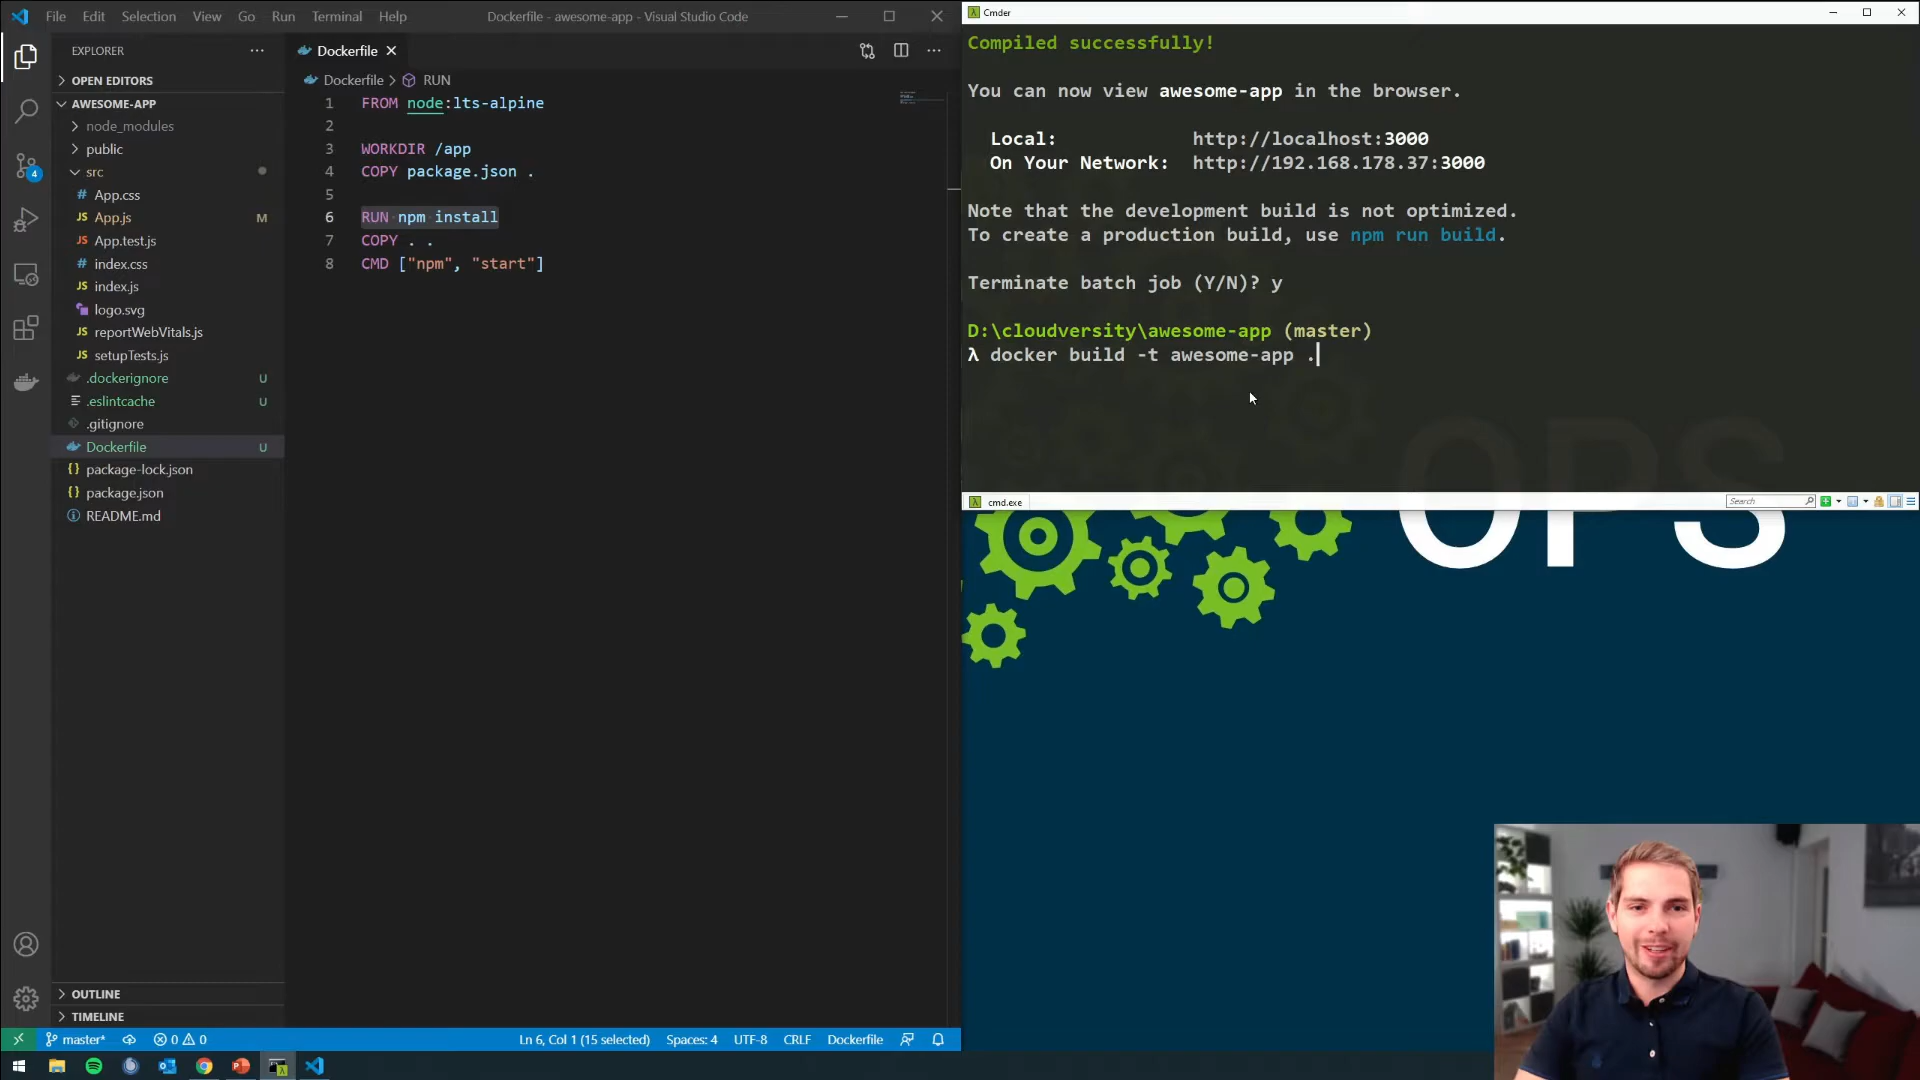 File Edit Selection View Go Run Terminal Help
Dockerfile - awesome-app - Visual Studio Code
EXPLORER
OPEN EDITORS
AWESOME-APP
node_modules
public
src
# App.css
JS App.js M
JS App.test.js
# index.css
JS index.js
logo.svg
JS reportWebVitals.js
JS setupTests.js
.dockerignore U
.eslintcache U
.gitignore
Dockerfile U
{} package-lock.json
{} package.json
README.md
OUTLINE
TIMELINE
4
Dockerfile
Dockerfile > RUN
1 FROM node:lts-alpine
2
3 WORKDIR /app
4 COPY package.json .
5
6 RUN npm install
7 COPY . .
8 CMD ["npm", "start"]
master* 0 0
Ln 6, Col 1 (15 selected) Spaces: 4 UTF-8 CRLF Dockerfile
Cmder
Compiled successfully!
You can now view awesome-app in the browser.
Local: http://localhost:3000
On Your Network: http://192.168.178.37:3000
Note that the development build is not optimized.
To create a production build, use npm run build.
Terminate batch job (Y/N)? y
D:\cloudversity\awesome-app (master)
λ docker build -t awesome-app .
cmd.exe
Search
OPS